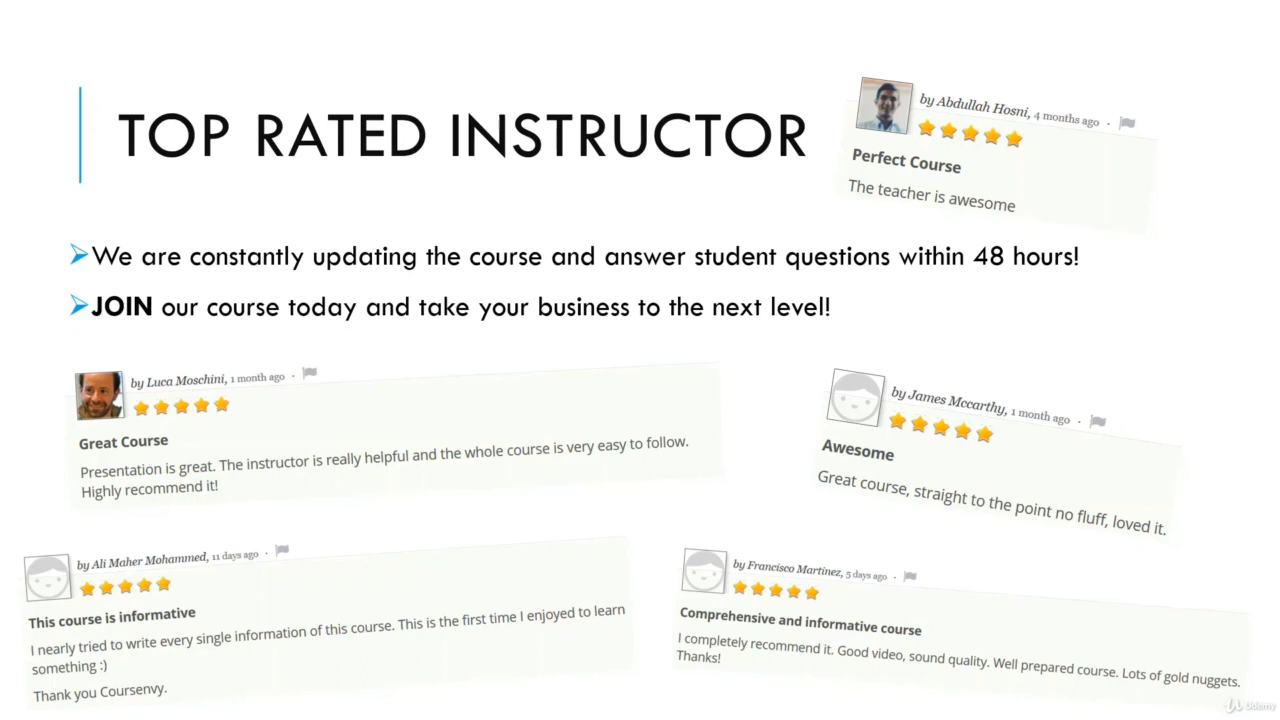 TOP RATED INSTRUCTOR
by Abdullah Hosni, 4 months ago ·
Perfect Course
The teacher is awesome
We are constantly updating the course and answer student questions within 48 hours!
JOIN our course today and take your business to the next level!
by Luca Moschini, 1 month ago ·
Great Course
Presentation is great. The instructor is really helpful and the whole course is very easy to follow.
Highly recommend it!
by James Mccarthy, 1 month ago ·
Awesome
Great course, straight to the point no fluff, loved it.
by Ali Maher Mohammed, 11 days ago ·
This course is informative
I nearly tried to write every single information of this course. This is the first time I enjoyed to learn
something :)
Thank you Coursenvy.
by Francisco Martinez, 5 days ago ·
Comprehensive and informative course
I completely recommend it. Good video, sound quality. Well prepared course. Lots of gold nuggets.
Thanks!
Udemy